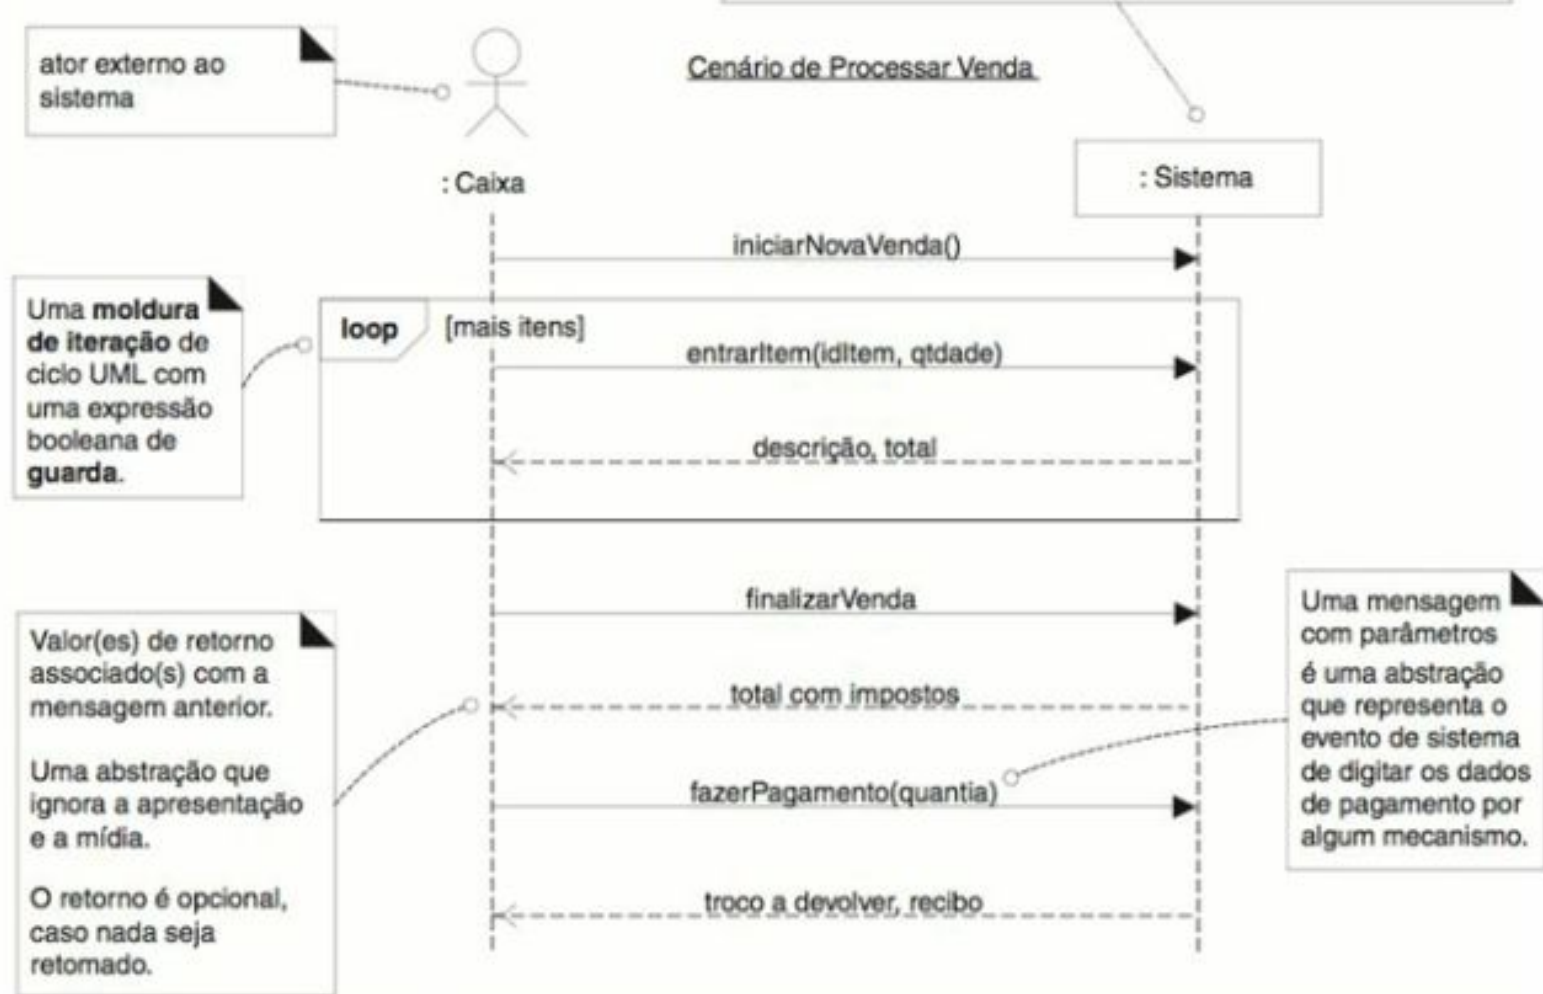 ator externo ao
sistema
Cenário de Processar Venda
: Caixa
: Sistema
iniciarNovaVenda()
Uma moldura
de iteração de
ciclo UML com
uma expressão
booleana de
guarda.
loop
[mais itens]
entrarItem(idItem, qtdade)
descrição, total
finalizarVenda
Valor(es) de retorno
associado(s) com a
mensagem anterior.
Uma abstração que
ignora a apresentação
e a mídia.
O retorno é opcional,
caso nada seja
retornado.
total com impostos
fazerPagamento(quantia)
troco a devolver, recibo
Uma mensagem
com parâmetros
é uma abstração
que representa o
evento de sistema
de digitar os dados
de pagamento por
algum mecanismo.